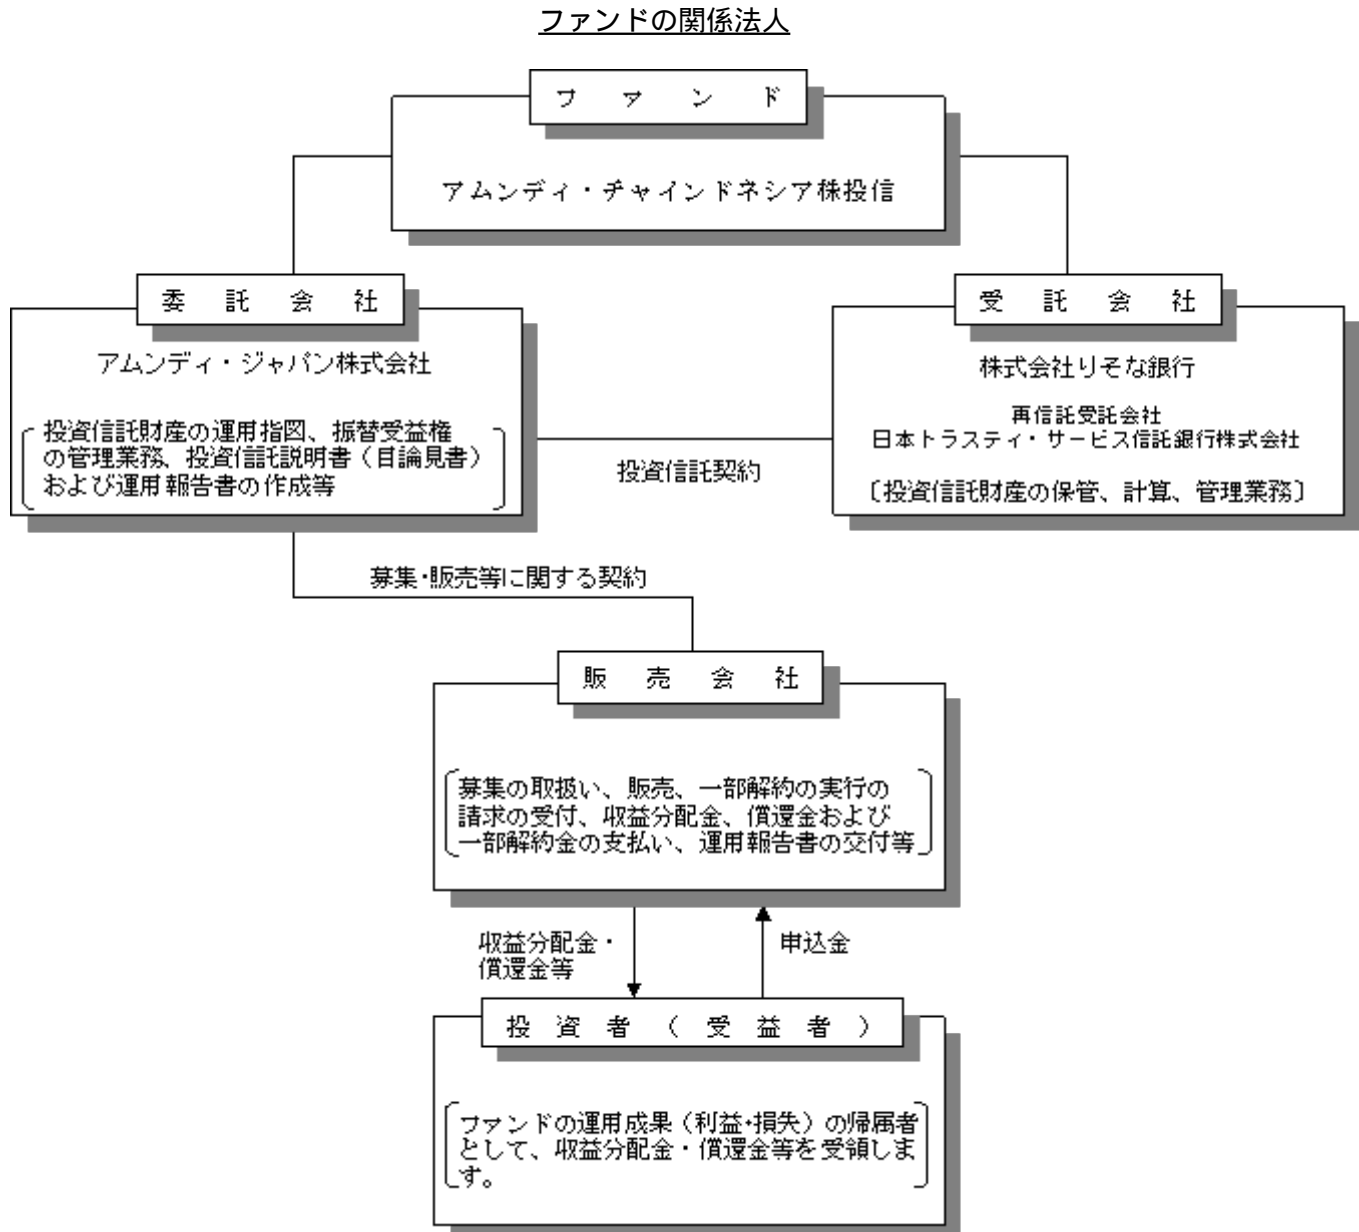 ファンドの関係法人
ファンド
アムンディ・チャインドネシア株投信
委託会社
アムンディ・ジャパン株式会社
投資信託財産の運用指図、振替受益権
の管理業務、投資信託説明書（目論見書）
および運用報告書の作成等
投資信託契約
受託会社
株式会社りそな銀行
再信託受託会社
日本トラスティ・サービス信託銀行株式会社
〔投資信託財産の保管、計算、管理業務〕
募集・販売等に関する契約
販売会社
募集の取扱い、販売、一部解約の実行の
請求の受付、収益分配金、償還金および
一部解約金の支払い、運用報告書の交付等
収益分配金・
償還金等
申込金
投資者（受益者）
ファンドの運用成果（利益・損失）の帰属者
として、収益分配金・償還金等を受領しま
す。